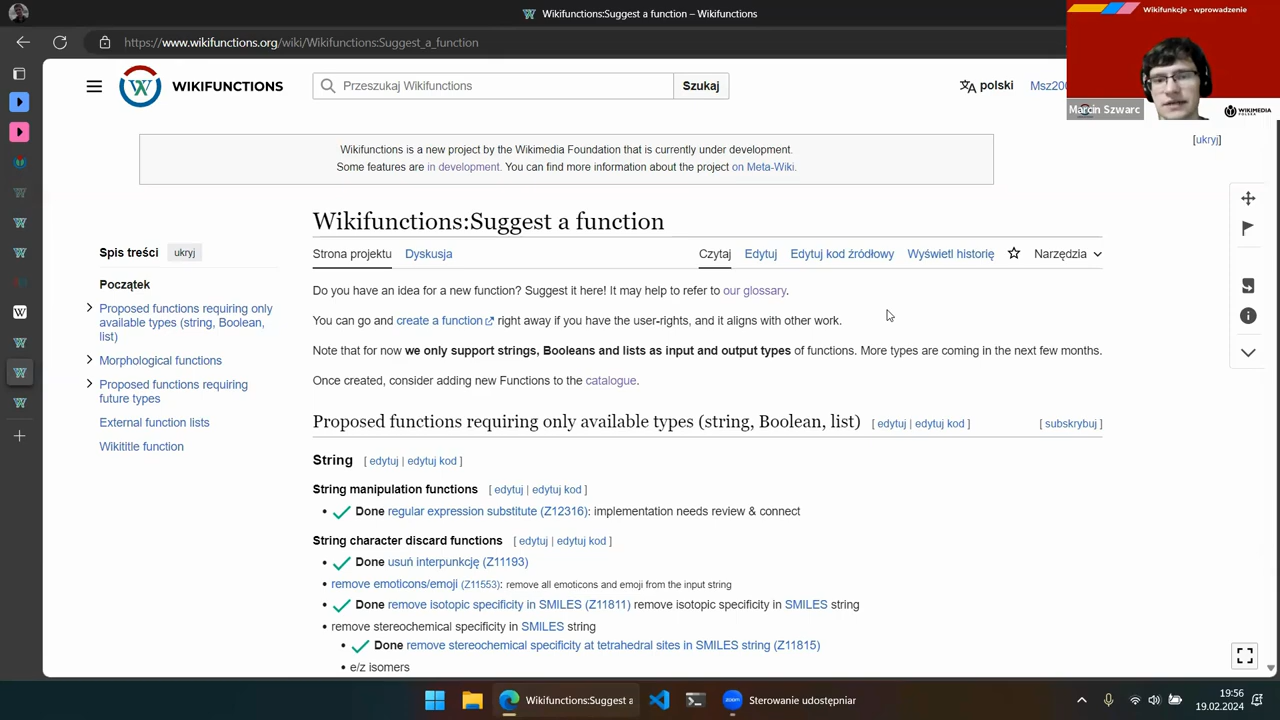 Wikifunctions:Suggest a function – Wikifunctions
Wikifunkcje - wprowadzenie
https://www.wikifunctions.org/wiki/Wikifunctions:Suggest_a_function
WIKIFUNCTIONS
Przeszukaj Wikifunctions
Szukaj
polski
Msz200
Marcin Szwarc
WIKIMEDIA
POLSKA
[ukryj]
Wikifunctions is a new project by the Wikimedia Foundation that is currently under development.
Some features are in development. You can find more information about the project on Meta-Wiki.
Wikifunctions:Suggest a function
Spis treści ukryj
Strona projektu Dyskusja Czytaj Edytuj Edytuj kod źródłowy Wyświetl historię Narzędzia
Początek
Proposed functions requiring only
available types (string, Boolean,
list)
Morphological functions
Proposed functions requiring
future types
External function lists
Wikititle function
Do you have an idea for a new function? Suggest it here! It may help to refer to our glossary.
You can go and create a function right away if you have the user-rights, and it aligns with other work.
Note that for now we only support strings, Booleans and lists as input and output types of functions. More types are coming in the next few months.
Once created, consider adding new Functions to the catalogue.
Proposed functions requiring only available types (string, Boolean, list) [ edytuj | edytuj kod ] [ subskrybuj ]
String [ edytuj | edytuj kod ]
String manipulation functions [ edytuj | edytuj kod ]
• Done regular expression substitute (Z12316): implementation needs review & connect
String character discard functions [ edytuj | edytuj kod ]
• Done usuń interpunkcję (Z11193)
• remove emoticons/emoji (Z11553): remove all emoticons and emoji from the input string
• Done remove isotopic specificity in SMILES (Z11811) remove isotopic specificity in SMILES string
• remove stereochemical specificity in SMILES string
• Done remove stereochemical specificity at tetrahedral sites in SMILES string (Z11815)
• e/z isomers
Wikifunctions:Suggest a
Sterowanie udostępniar
19:56
19.02.2024